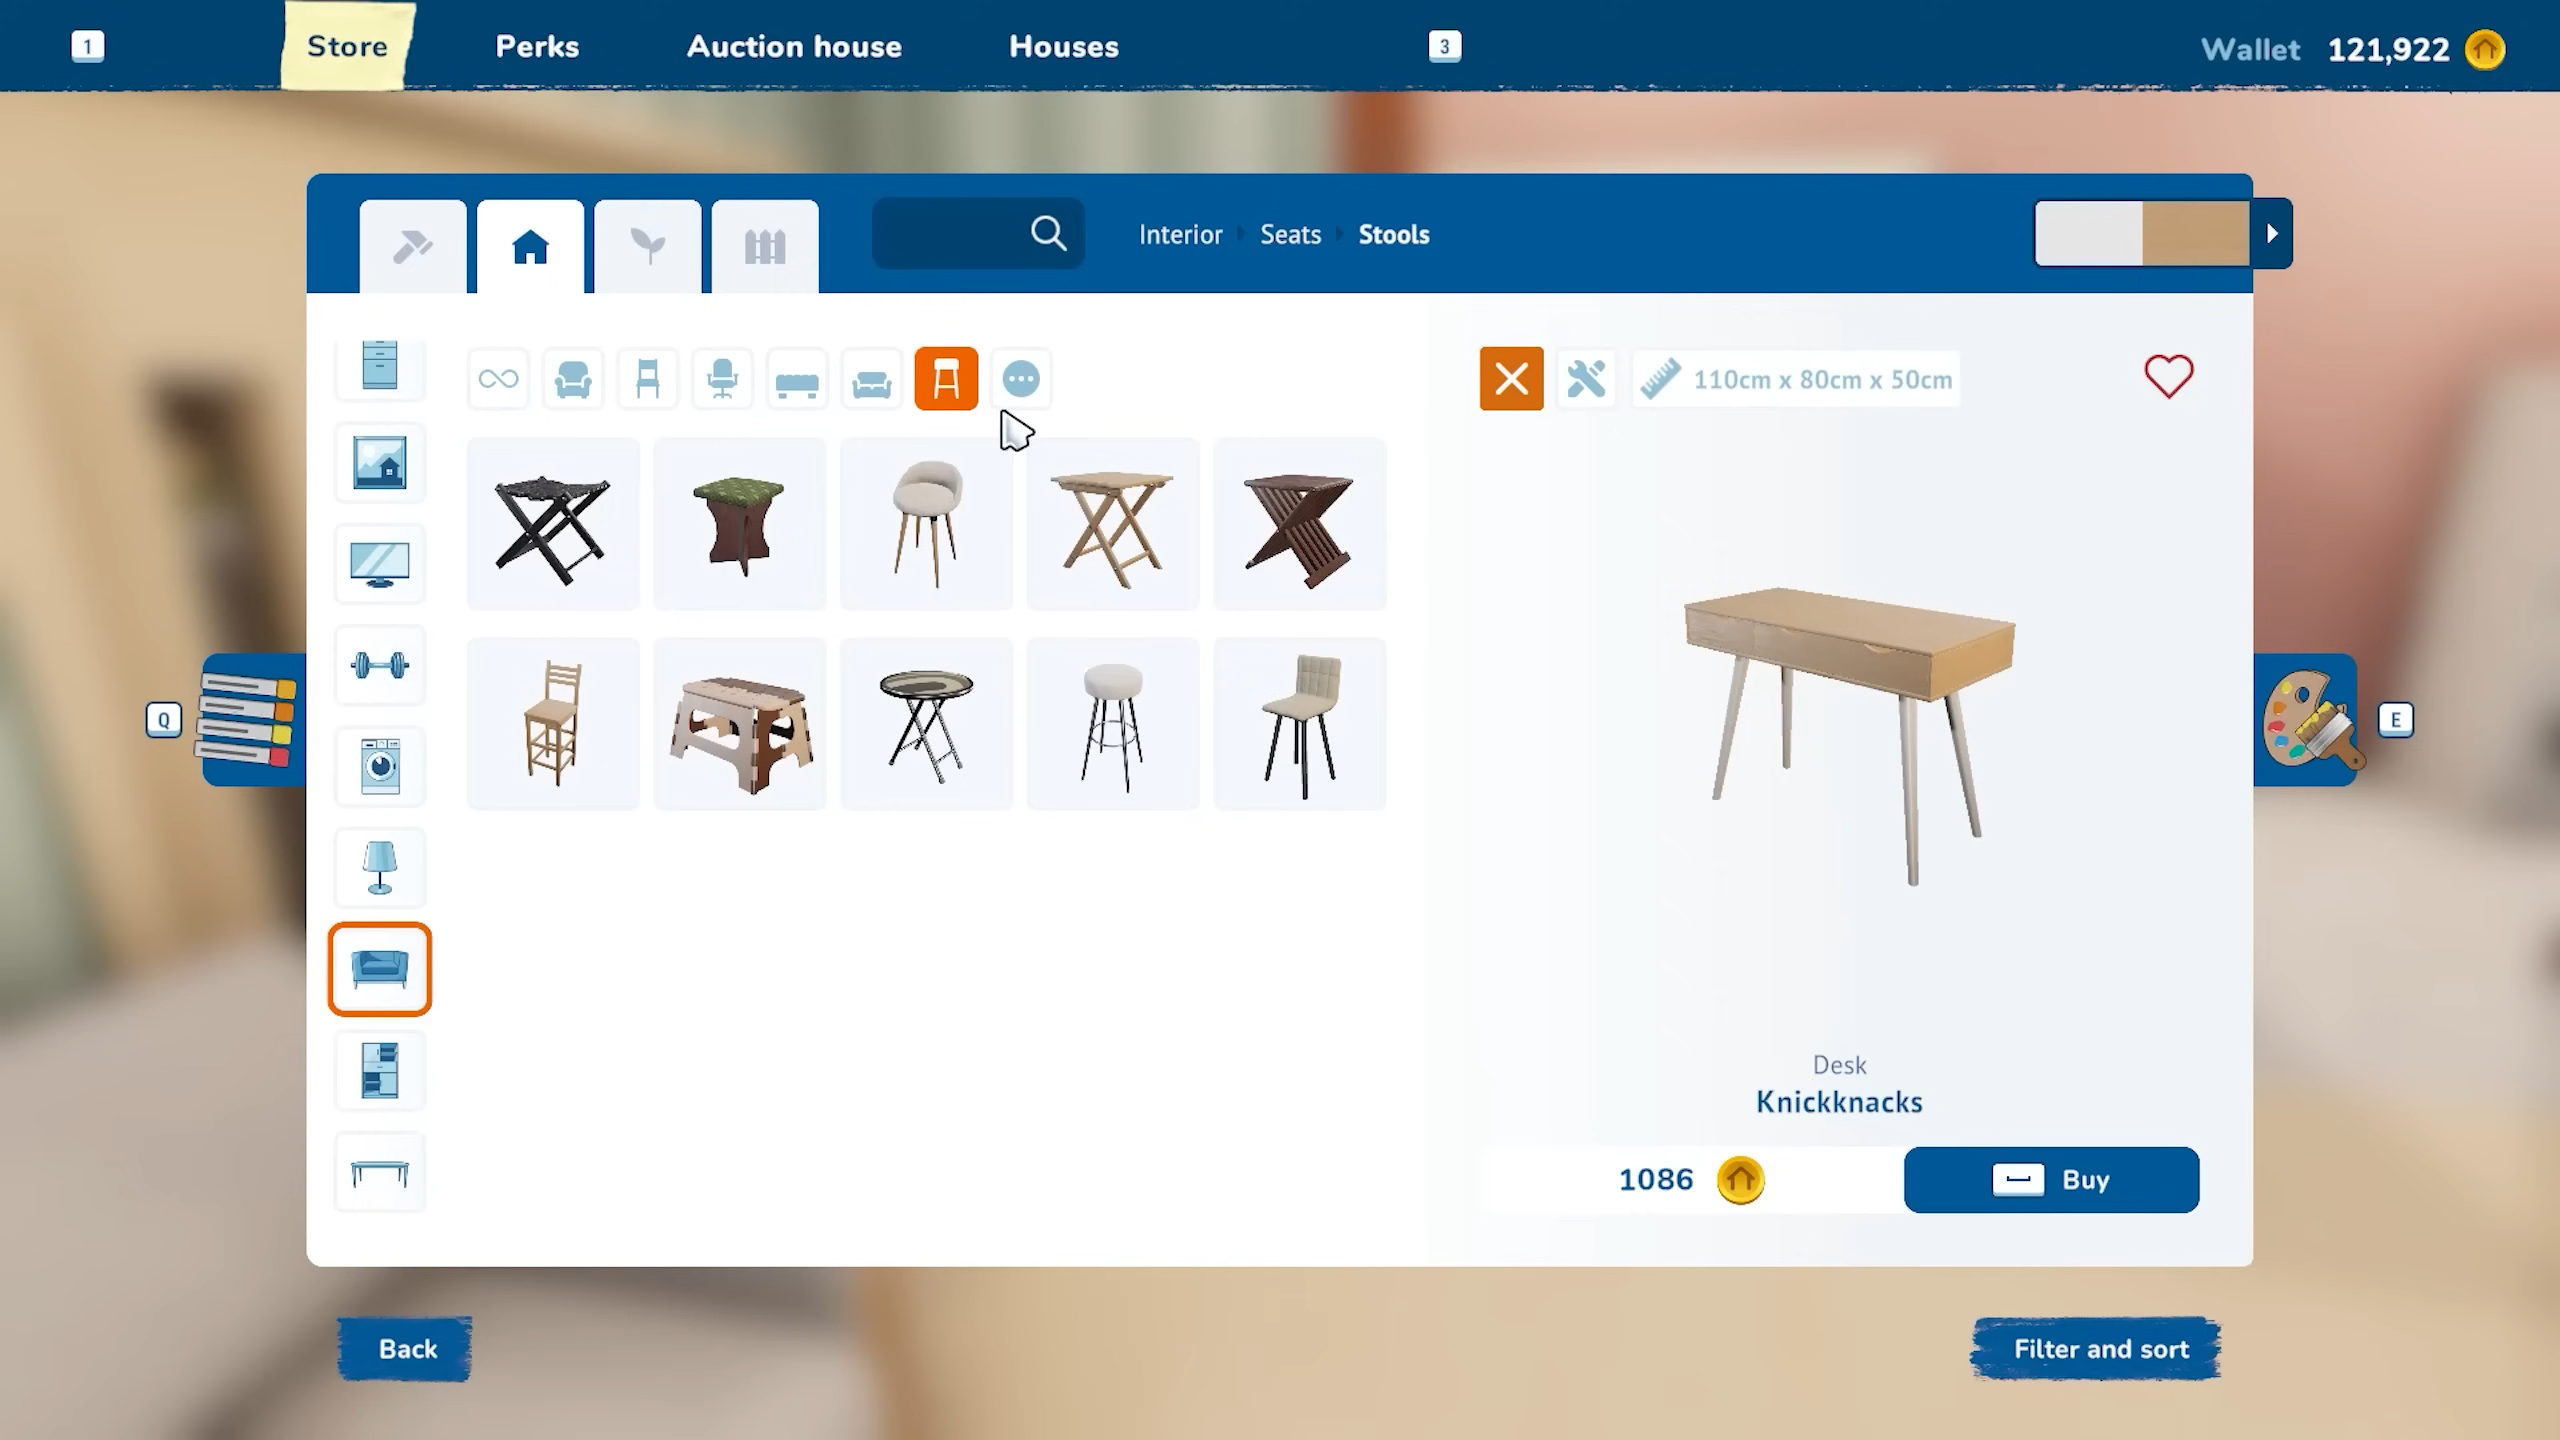 1
Store
Perks
Auction house
Houses
3
Wallet 121,922
Interior
Seats
Stools
110cm x 80cm x 50cm
Q
E
Desk
Knickknacks
1086
Buy
Back
Filter and sort